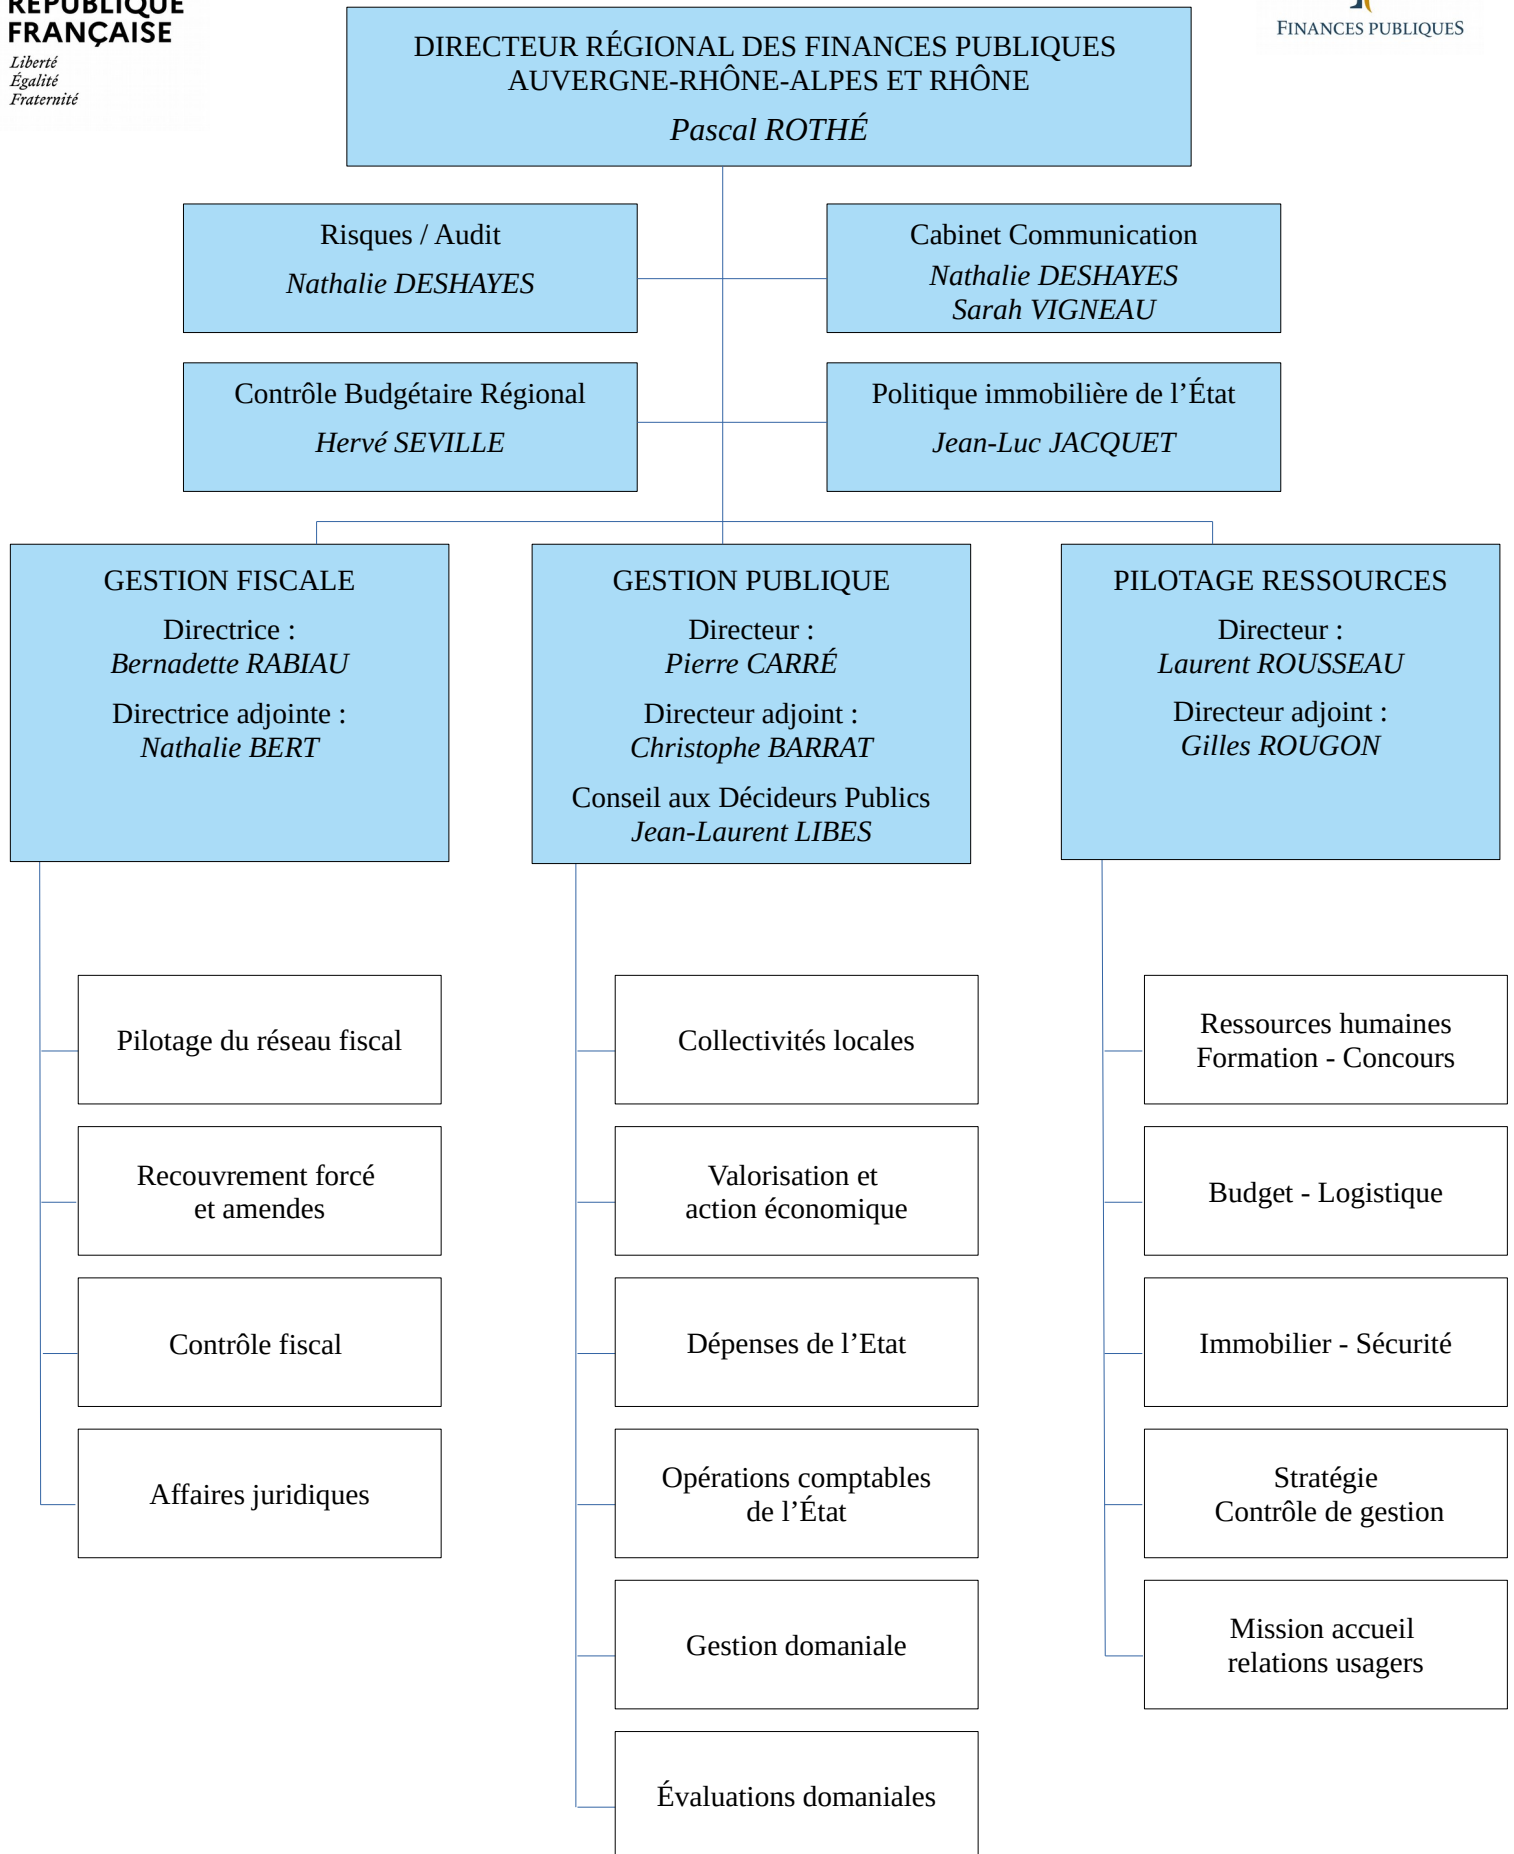 RÉPUBLIQUE
FRANÇAISE
Liberté
Égalité
Fraternité
FINANCES PUBLIQUES
DIRECTEUR RÉGIONAL DES FINANCES PUBLIQUES
AUVERGNE-RHÔNE-ALPES ET RHÔNE
Pascal ROTHÉ
Risques / Audit
Nathalie DESHAYES
Cabinet Communication
Nathalie DESHAYES
Sarah VIGNEAU
Contrôle Budgétaire Régional
Hervé SEVILLE
Politique immobilière de l’État
Jean-Luc JACQUET
GESTION FISCALE
Directrice :
Bernadette RABIAU
Directrice adjointe :
Nathalie BERT
GESTION PUBLIQUE
Directeur :
Pierre CARRÉ
Directeur adjoint :
Christophe BARRAT
Conseil aux Décideurs Publics
Jean-Laurent LIBES
PILOTAGE RESSOURCES
Directeur :
Laurent ROUSSEAU
Directeur adjoint :
Gilles ROUGON
Pilotage du réseau fiscal
Recouvrement forcé
et amendes
Contrôle fiscal
Affaires juridiques
Collectivités locales
Valorisation et
action économique
Dépenses de l’Etat
Opérations comptables
de l’État
Gestion domaniale
Évaluations domaniales
Ressources humaines
Formation - Concours
Budget - Logistique
Immobilier - Sécurité
Stratégie
Contrôle de gestion
Mission accueil
relations usagers